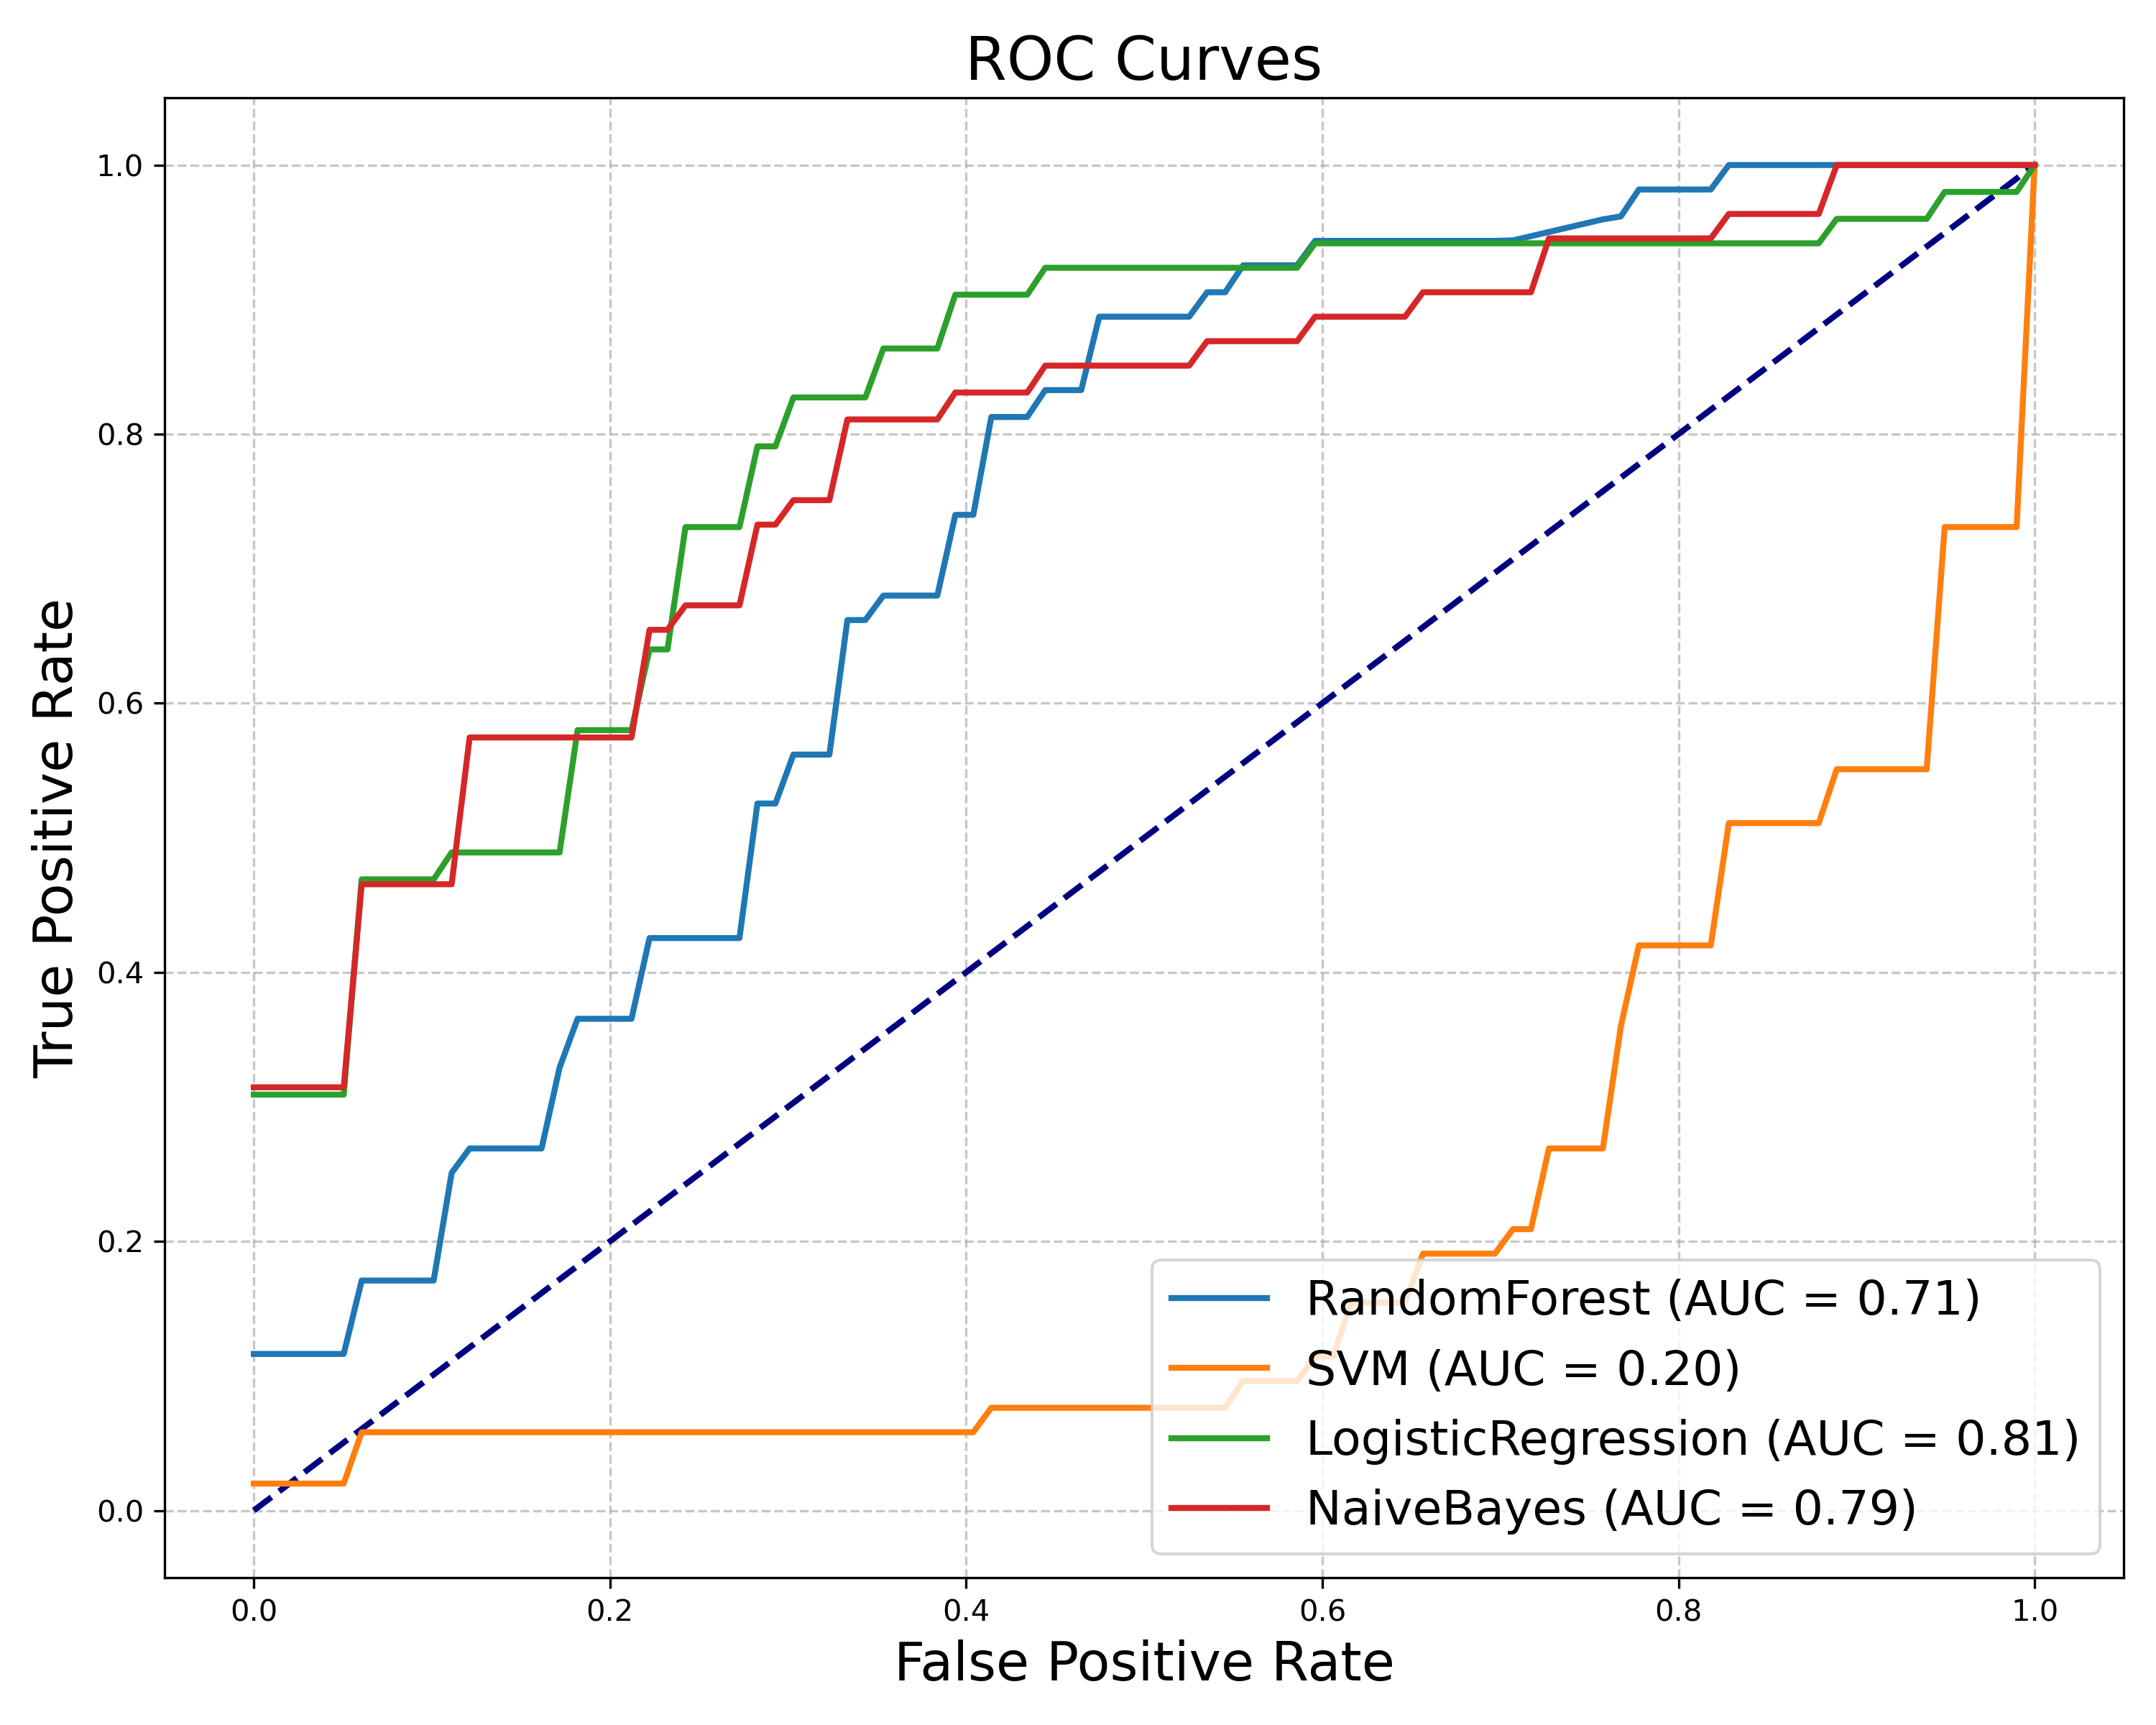 ROC Curves
True Positive Rate
1.0
0.8
0.6
0.4
0.2
0.0
0.0 0.2 0.4 0.6 0.8 1.0
False Positive Rate
RandomForest (AUC = 0.71)
SVM (AUC = 0.20)
LogisticRegression (AUC = 0.81)
NaiveBayes (AUC = 0.79)